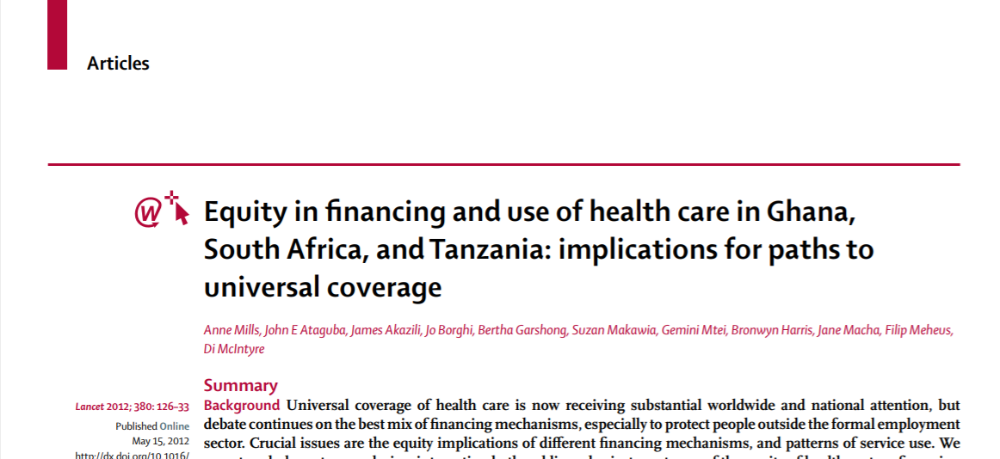 Articles
W
Equity in financing and use of health care in Ghana,
South Africa, and Tanzania: implications for paths to
universal coverage
Anne Mills, John E Ataguba, James Akazili, Jo Borghi, Bertha Garshong, Suzan Makawia, Gemini Mtei, Bronwyn Harris, Jane Macha, Filip Meheus,
Di McIntyre
Summary
Background Universal coverage of health care is now receiving substantial worldwide and national attention, but
debate continues on the best mix of financing mechanisms, especially to protect people outside the formal employment
sector. Crucial issues are the equity implications of different financing mechanisms, and patterns of service use. We
Lancet 2012; 380: 126–33
Published Online
May 15, 2012
http://dx.doi.org/10.1016/